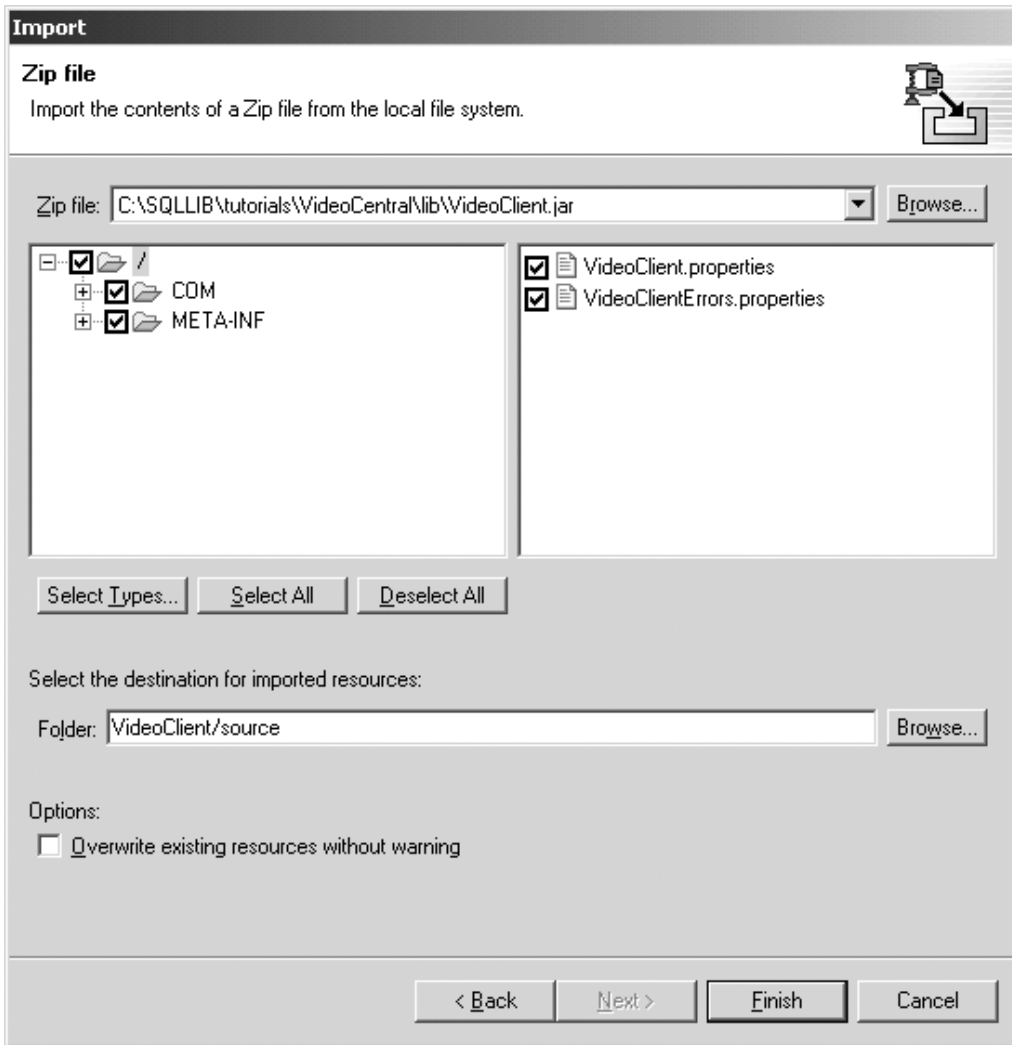 Import
Zip file
Import the contents of a Zip file from the local file system.
Zip file: C:\SQLLIB\tutorials\VideoCentral\lib\VideoClient.jar Browse...
/
COM
META-INF
VideoClient.properties
VideoClientErrors.properties
Select Types... Select All Deselect All
Select the destination for imported resources:
Folder: VideoClient/source Browse...
Options:
Overwrite existing resources without warning
< Back Next > Finish Cancel